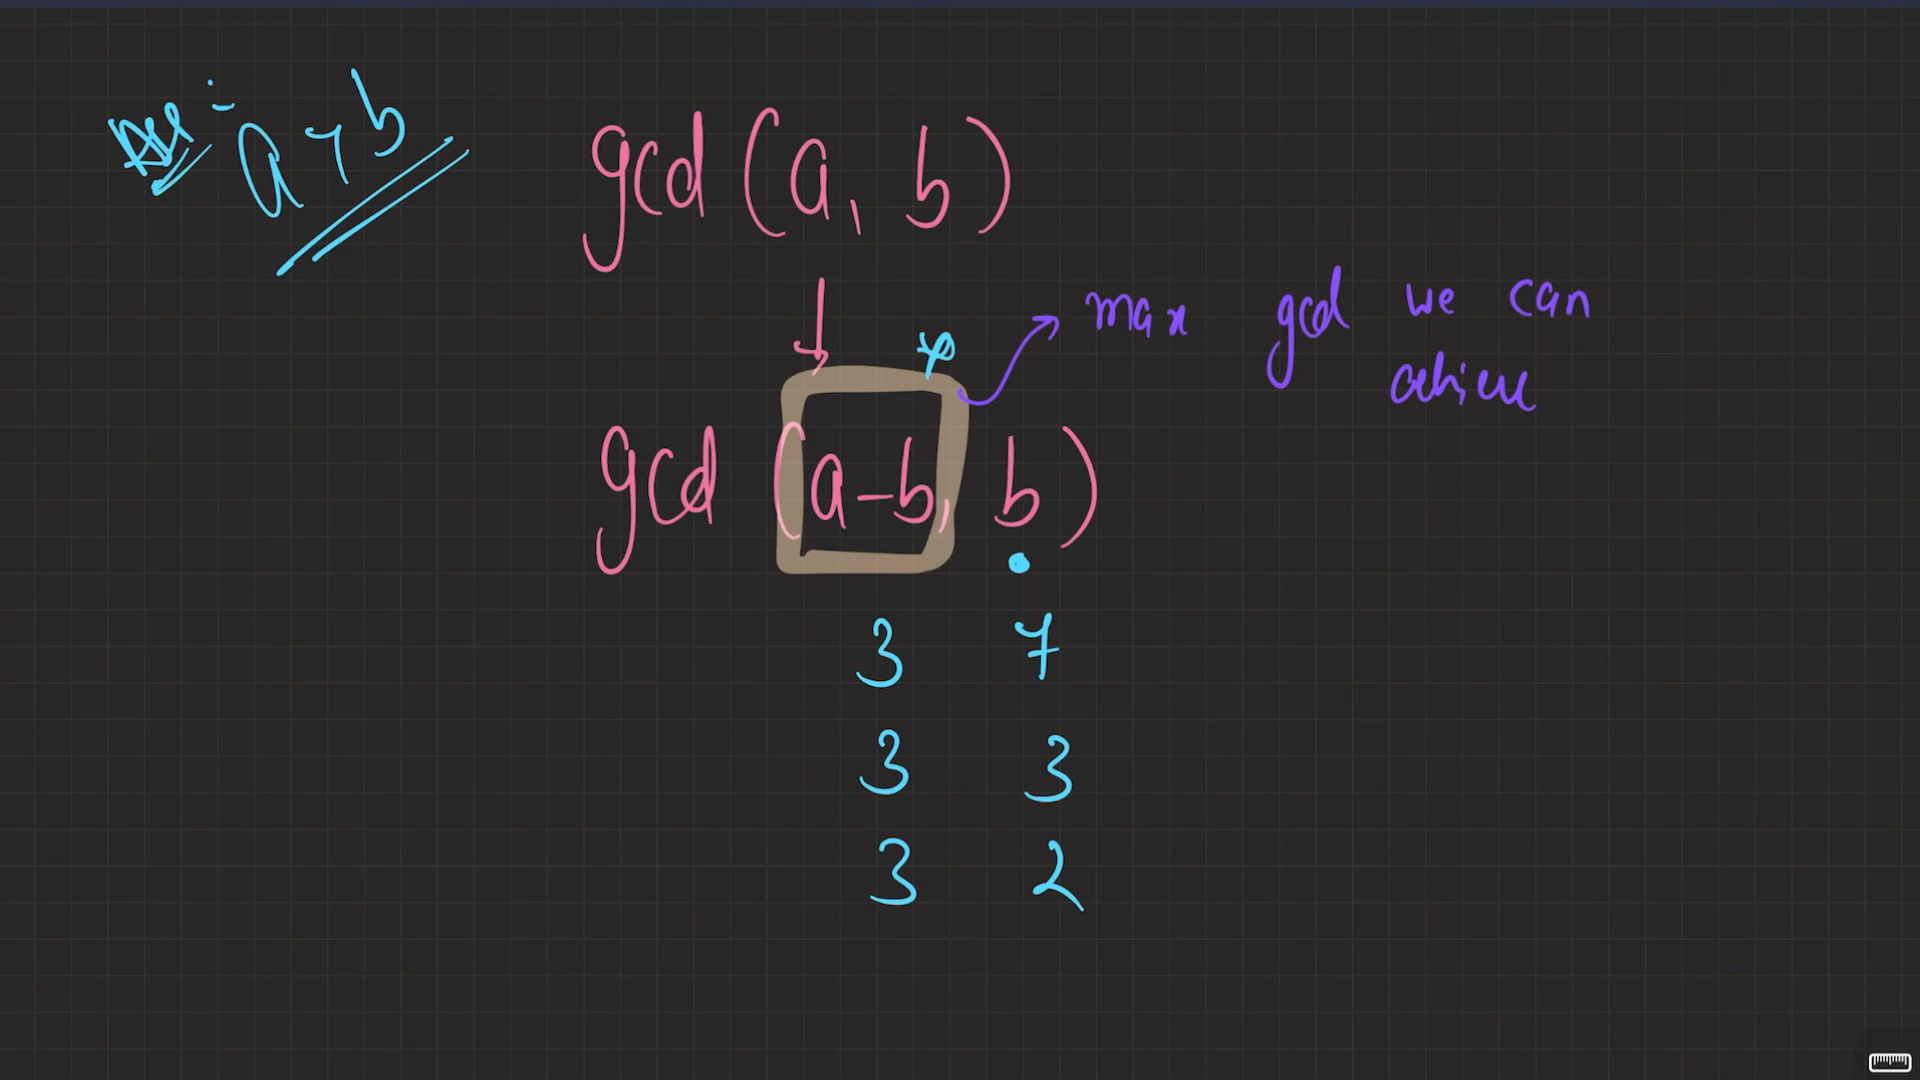 :- a > b
gcd (a, b)
max gcd we can
achieve
gcd (a-b, b)
3 7
3 3
3 2